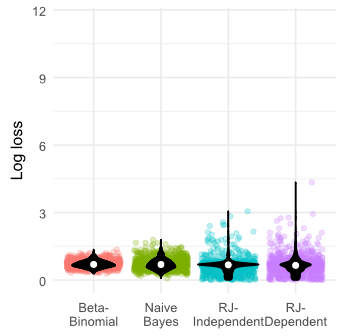 12
9
6
3
0
Log loss
Beta-
Binomial
Naive
Bayes
RJ-
Independent
RJ-
Dependent